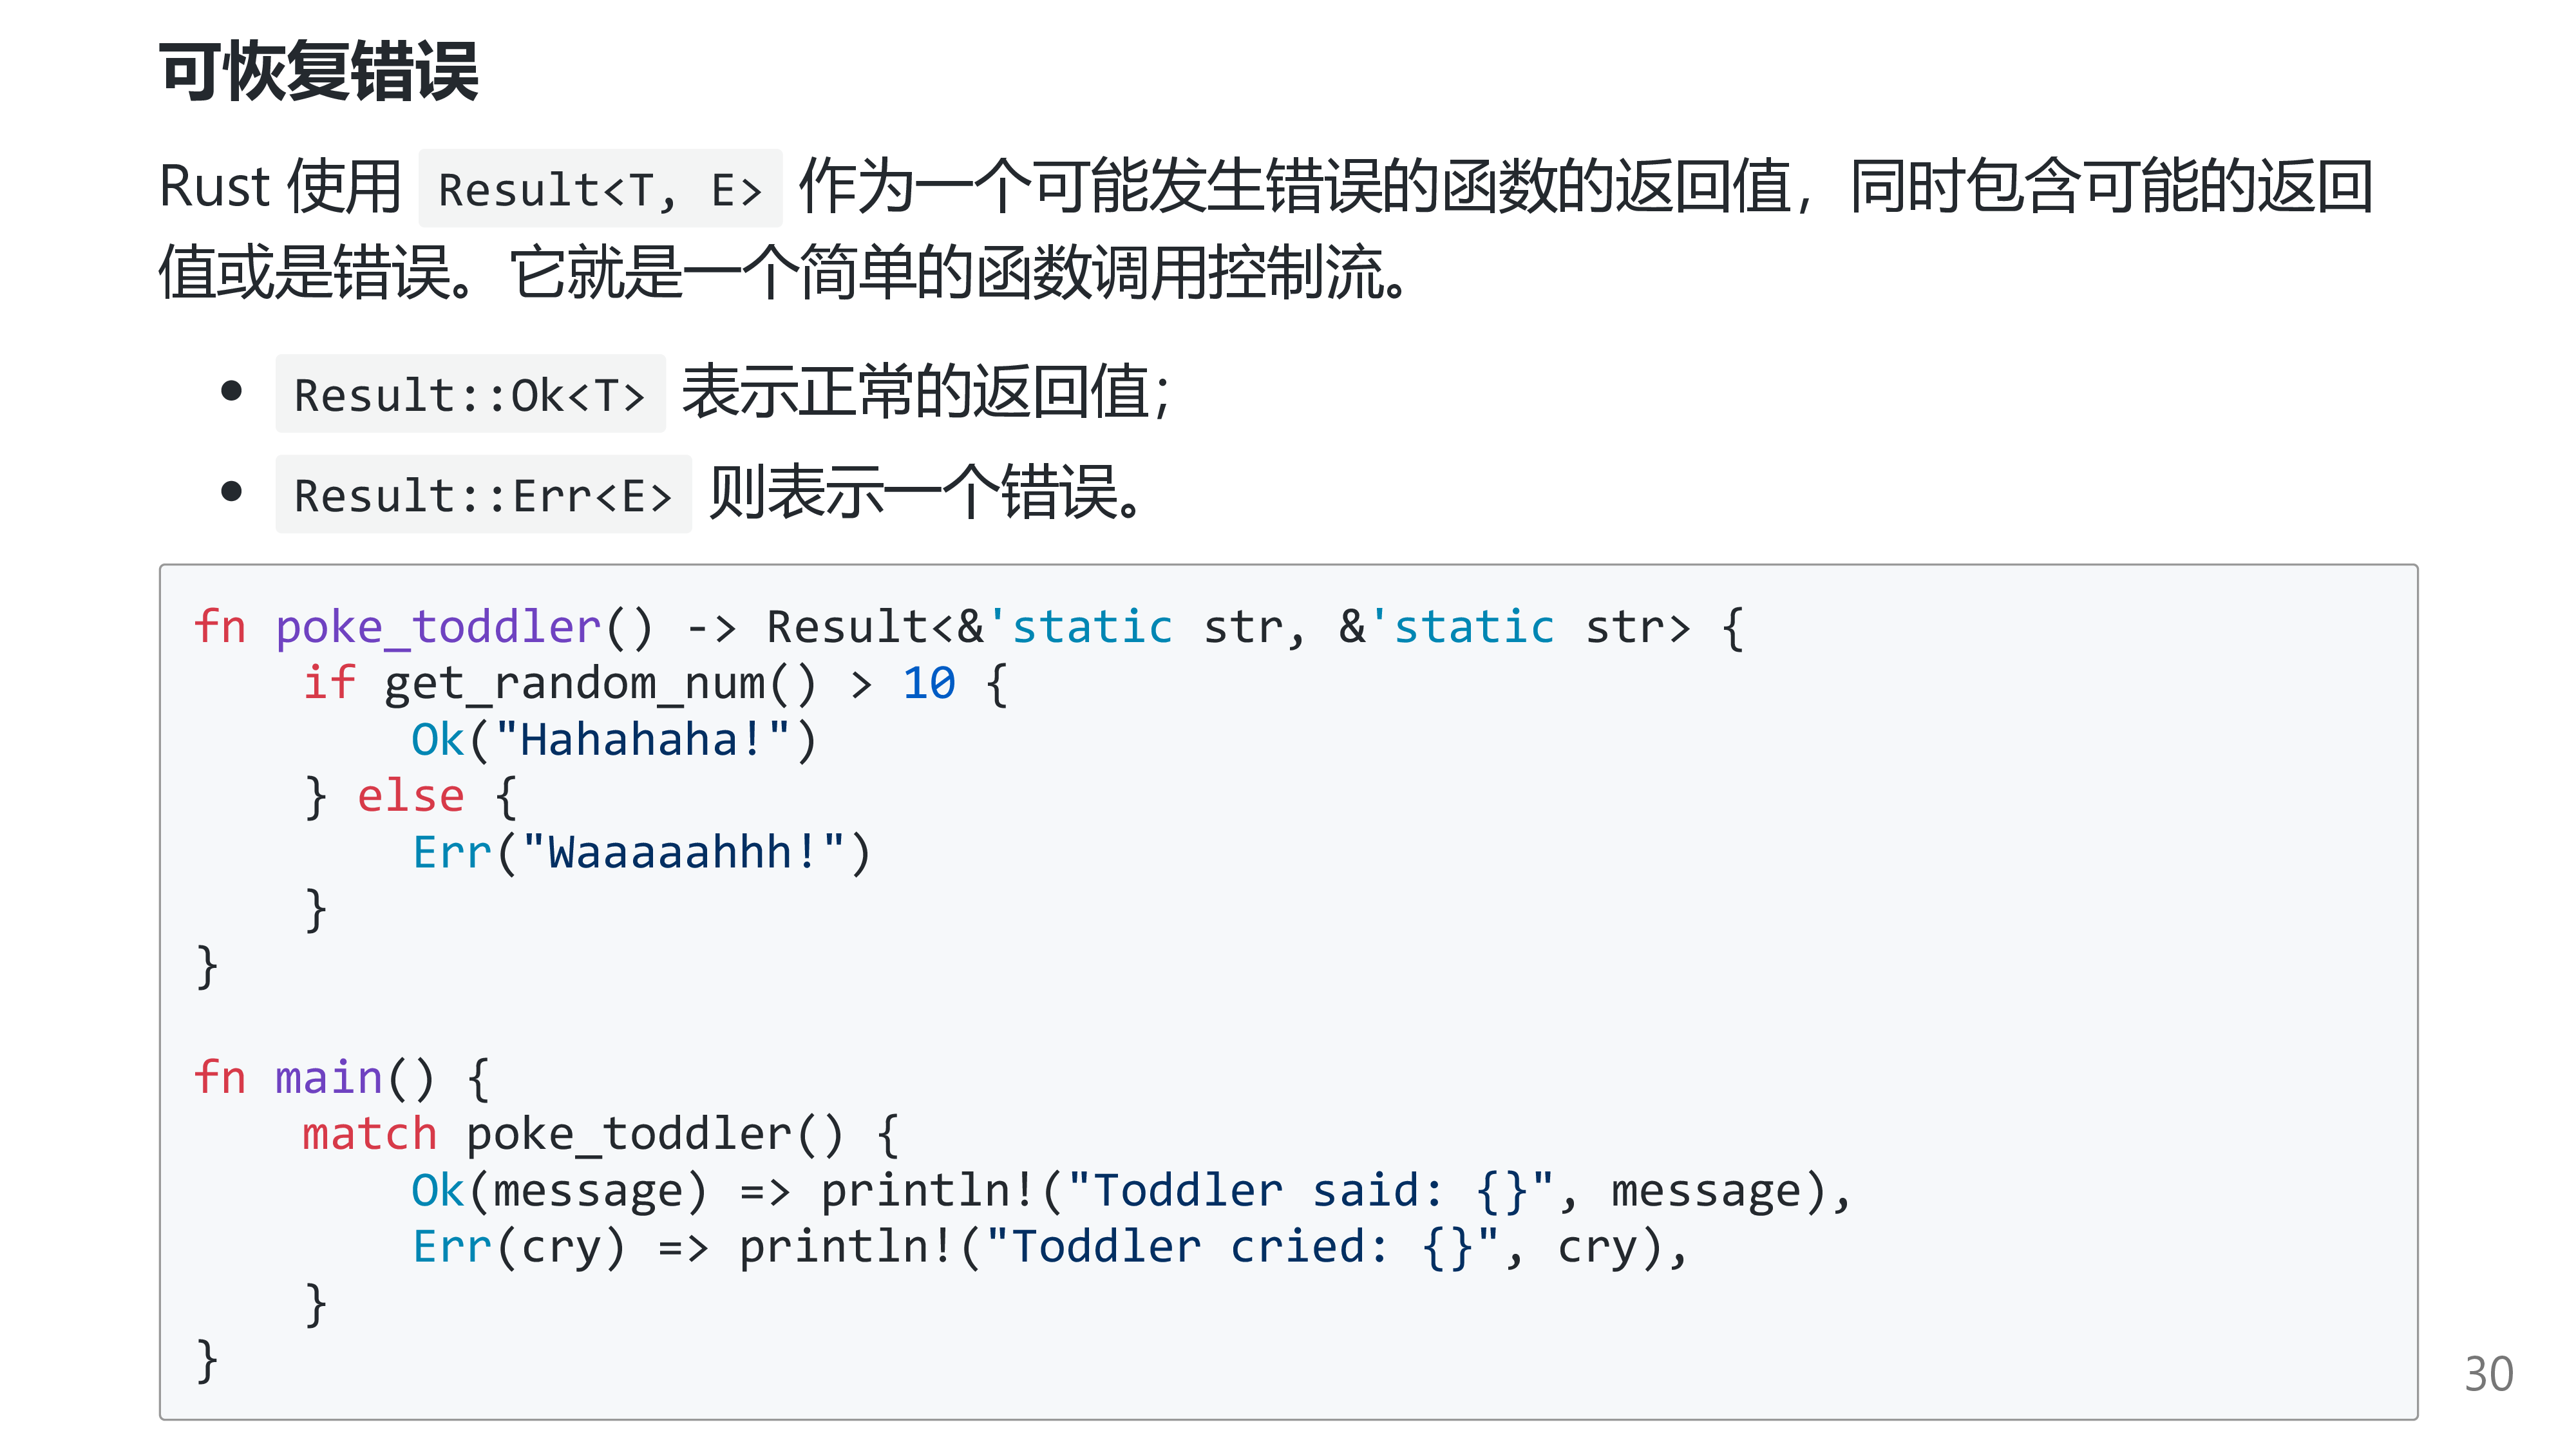 可恢复错误
Rust 使用 Result<T, E> 作为一个可能发生错误的函数的返回值，同时包含可能的返回
值或是错误。它就是一个简单的函数调用控制流。
• Result::Ok<T> 表示正常的返回值；
• Result::Err<E> 则表示一个错误。
fn poke_toddler() -> Result<&'static str, &'static str> {
    if get_random_num() > 10 {
        Ok("Hahahaha!")
    } else {
        Err("Waaaaahhh!")
    }
}
fn main() {
    match poke_toddler() {
        Ok(message) => println!("Toddler said: {}", message),
        Err(cry) => println!("Toddler cried: {}", cry),
    }
}
30